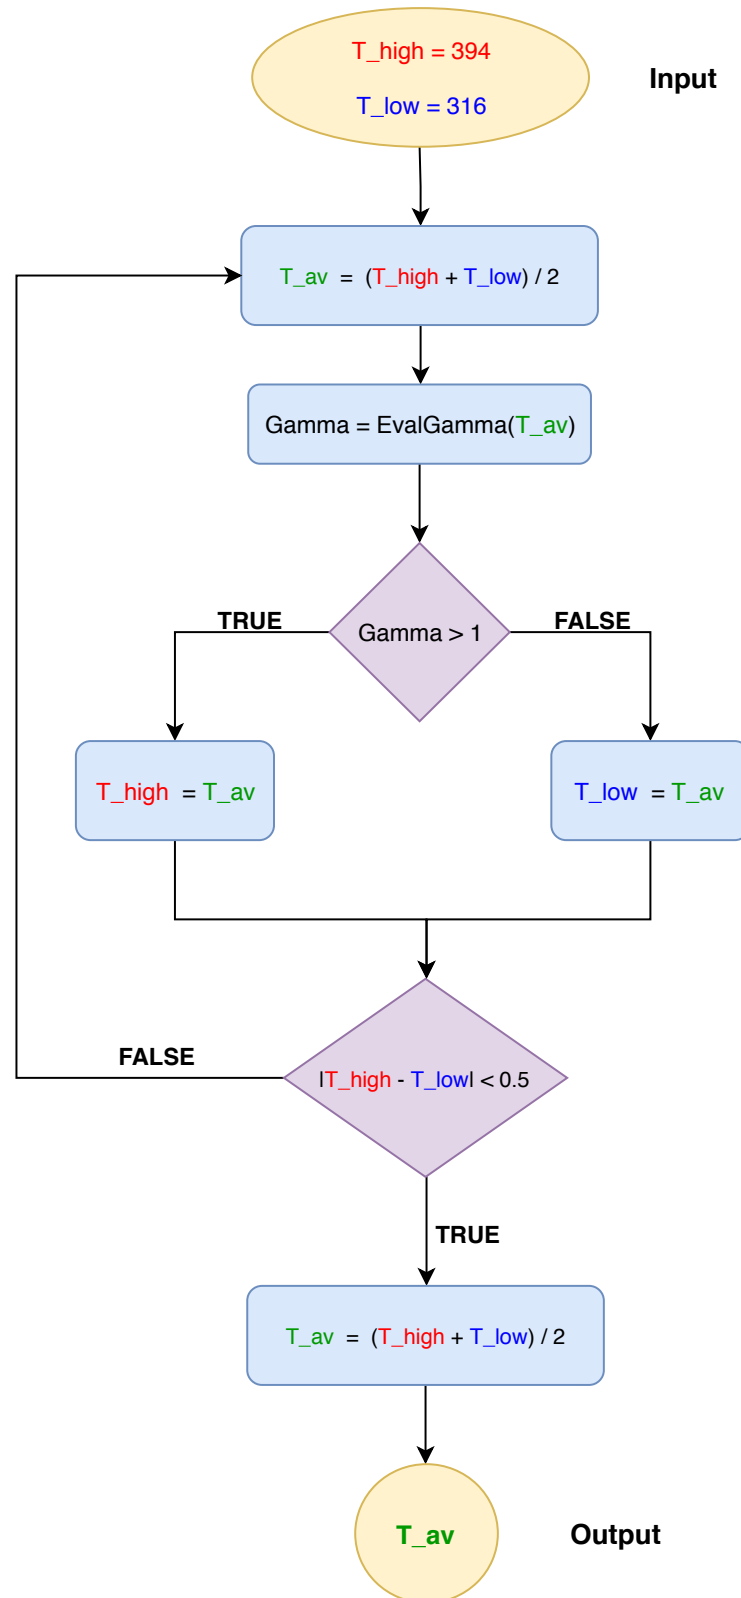 T_high = 394
T_low = 316
Input
T_av = (T_high + T_low) / 2
Gamma = EvalGamma(T_av)
Gamma > 1
TRUE
FALSE
T_high = T_av
T_low = T_av
|T_high - T_low| < 0.5
FALSE
TRUE
T_av = (T_high + T_low) / 2
T_av
Output